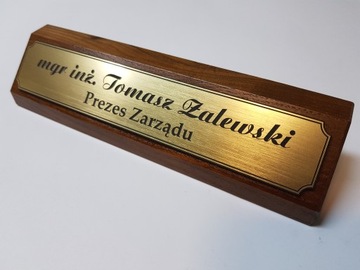 mgr inż. Tomasz Zalewski
Prezes Zarządu